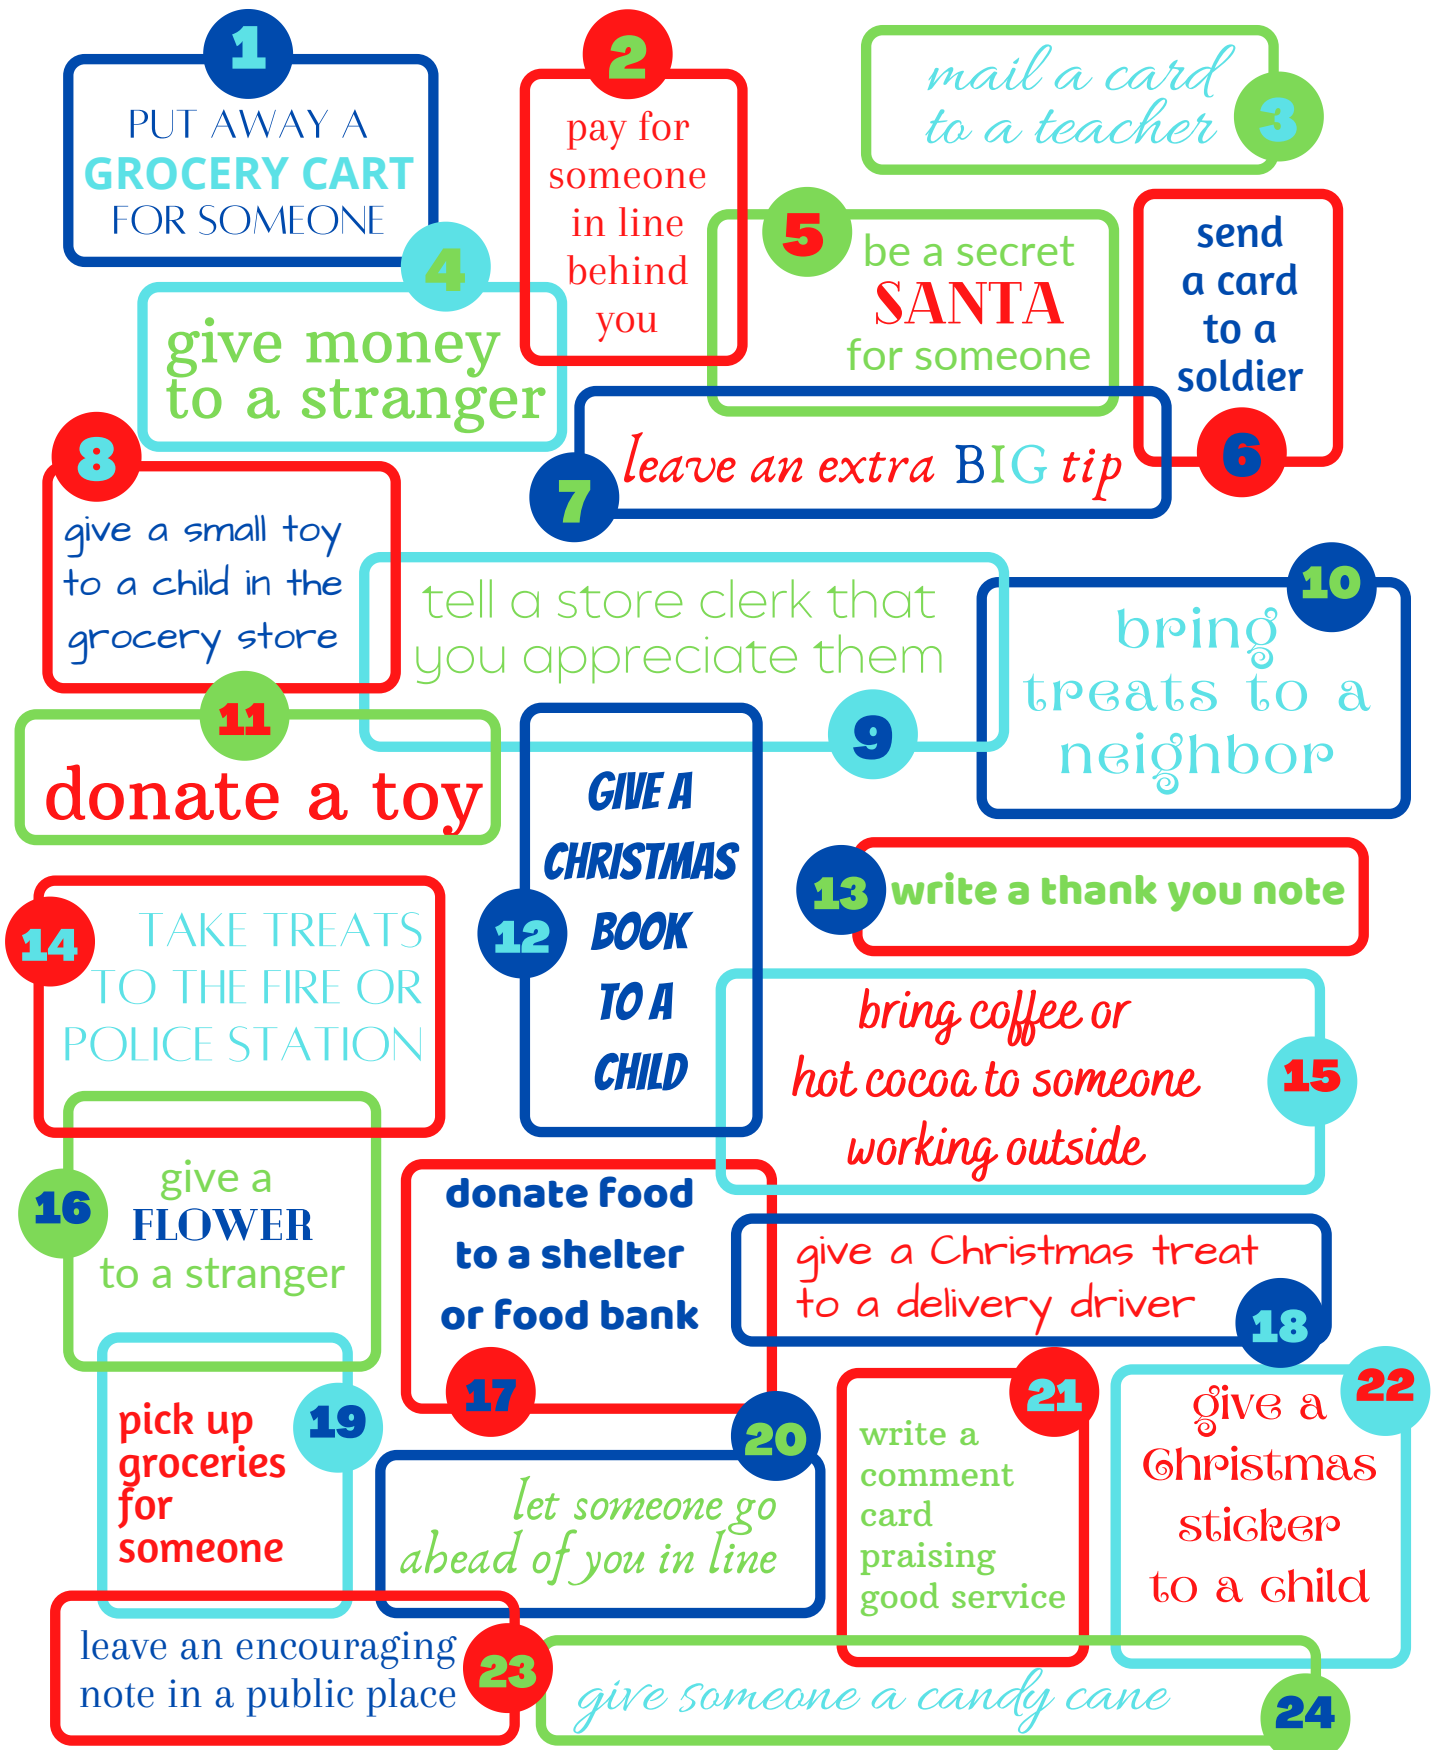 1
PUT AWAY A
GROCERY CART
FOR SOMEONE
2
pay for
someone
in line
behind
you
3
mail a card
to a teacher
4
give money
to a stranger
5
be a secret
SANTA
for someone
6
send
a card
to a
soldier
7
leave an extra BIG tip
8
give a small toy
to a child in the
grocery store
9
tell a store clerk that
you appreciate them
10
bring
treats to a
neighbor
11
donate a toy
12
GIVE A
CHRISTMAS
BOOK
TO A
CHILD
13
write a thank you note
14
TAKE TREATS
TO THE FIRE OR
POLICE STATION
15
bring coffee or
hot cocoa to someone
working outside
16
give a
FLOWER
to a stranger
17
donate food
to a shelter
or food bank
18
give a Christmas treat
to a delivery driver
19
pick up
groceries
for
someone
20
let someone go
ahead of you in line
21
write a
comment
card
praising
good service
22
give a
Christmas
sticker
to a child
23
leave an encouraging
note in a public place
24
give someone a candy cane